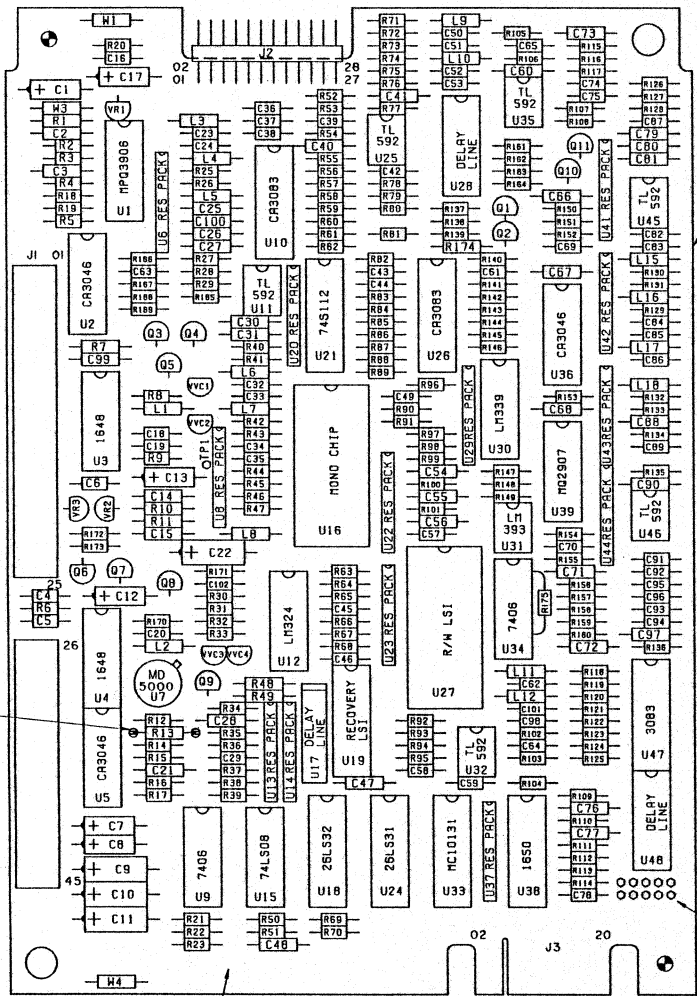 W1
R20
C16
C17
C1
VR1
W3
R1
C2
R2
R3
C3
R4
R18
R19
R5
MPQ3906
U1
U6 RES PACK
J2
02
01
28
27
L3
C23
C24
L4
R25
R26
L5
C25
C100
C26
C27
R27
R28
R29
R185
C36
C37
C38
CA3083
U10
R52
R53
C39
R54
C40
R55
R56
R57
R58
R59
R60
R61
R62
R71
R72
R73
R74
R75
R76
C41
R77
TL
592
U25
C42
R78
R79
R80
R81
L9
C50
C51
L10
C52
C53
DELAY
LINE
U28
R137
R138
R139
R174
R105
C65
R106
C60
TL
592
U35
R161
R162
R163
R164
Q1
Q2
C73
R115
R116
R117
C74
C75
R107
R108
Q11
Q10
C66
R150
R151
R152
C69
U41 RES PACK
R126
R127
R128
C87
C79
C80
C81
TL
592
U45
C82
C83
L15
R130
R131
L16
R129
C84
C85
L17
C86
J1
01
CA3046
U2
R186
C63
R187
R188
R189
Q3
Q4
Q5
R7
C99
TL
592
U11
U20 RES PACK
C30
C31
R40
R41
L6
C32
C33
L7
R42
R43
C34
C35
R44
R45
R46
R47
L8
74S112
U21
R82
C43
C44
R83
R84
R85
R86
R87
R88
R89
CA3083
U26
R140
C61
R141
R142
R143
R144
R145
R146
C67
CA3046
U36
U42 RES PACK
VVC1
VVC2
1648
U3
R8
L1
C18
C19
R9
TP1
C13
U8 RES PACK
C6
C14
R10
R11
C15
VR3
VR2
R172
R173
C22
MONO CHIP
U16
C49
R90
R91
R96
R97
R98
R99
C54
R100
C55
R101
C56
C57
U22 RES PACK
U29 RES PACK
LM339
U30
R147
R148
R149
LM
393
U31
R153
C68
MQ2907
U39
U43 RES PACK
L18
R132
R133
C88
R134
C89
R135
C90
TL
592
U46
R154
C70
R155
C71
U44 RES PACK
Q6
Q7
Q8
25
C4
R6
C5
C12
R171
C102
R30
R31
R32
R33
R170
C20
L2
VVC3
VVC4
LM324
U12
R63
R64
R65
C45
R66
R67
R68
C46
U23 RES PACK
R/W LSI
U27
7406
U34
R175
R156
R157
R158
R159
R160
C72
C91
C92
C95
C96
C93
C94
C97
R136
26
1648
U4
MD
5000
U7
Q9
R48
R49
R34
C28
R35
R36
C29
R37
R38
R39
R12
R13
R14
R15
C21
R16
R17
CA3046
U5
U13 RES PACK
U14 RES PACK
DELAY
LINE
U17
RECOVERY
LSI
U19
C47
R92
R93
R94
R95
C58
TL
592
U32
C59
L11
C62
L12
C101
C98
R102
C64
R103
R104
R118
R119
R120
R121
R122
R123
R124
R125
3083
U47
DELAY
LINE
U48
C7
C8
C9
C10
C11
45
7406
U9
74LS08
U15
26LS32
U18
26LS31
U24
MC10131
U33
U37 RES PACK
1650
U38
R109
C76
R110
C77
R111
R112
R113
R114
C78
R21
R22
R23
R50
R51
C48
R69
R70
02
J3
20
W4